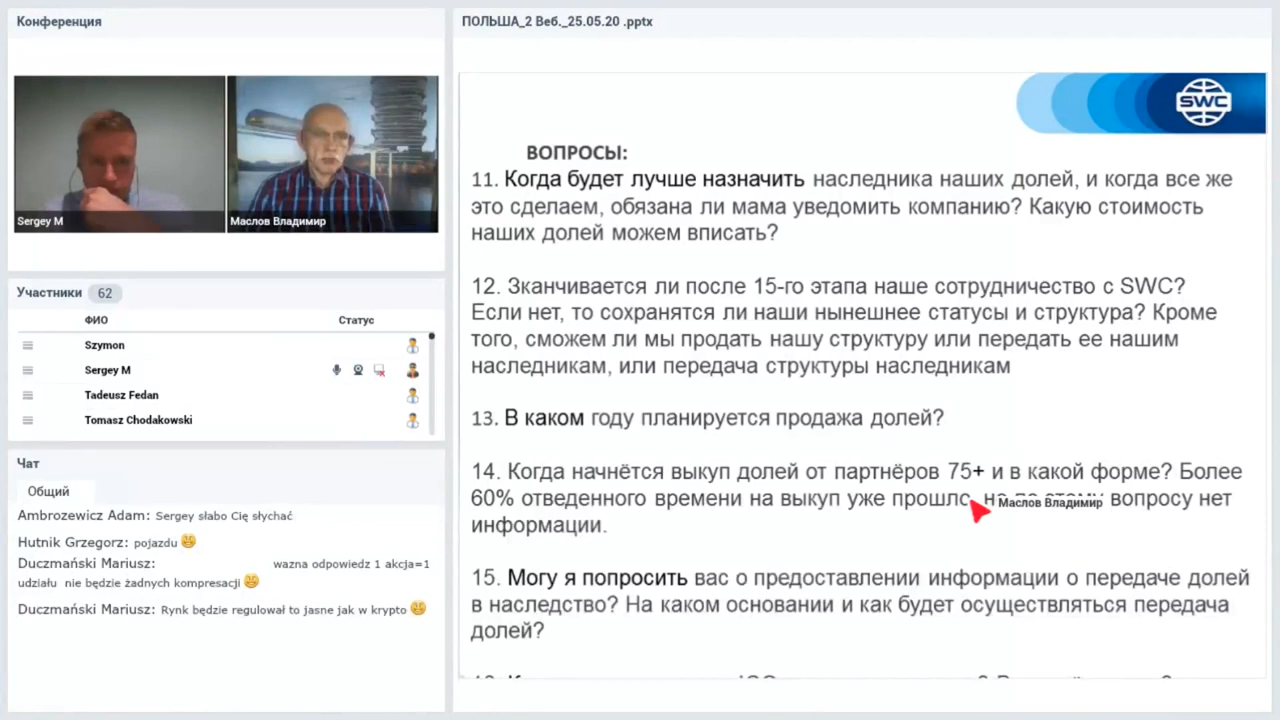 Конференция
Sergey M
Маслов Владимир
Участники 62
ФИО Статус
Szymon
Sergey M
Tadeusz Fedan
Tomasz Chodakowski
Чат
Общий
Ambrozewicz Adam: Sergey słabo Cię słychać
Hutnik Grzegorz: pojazdu
Duczmański Mariusz: wazna odpowiedz 1 akcja=1
udziału nie będzie żadnych kompresacji
Duczmański Mariusz: Rynk będzie regulował to jasne jak w krypto
ПОЛЬША_2 Веб._25.05.20 .pptx
SWC
ВОПРОСЫ:
11. Когда будет лучше назначить наследника наших долей, и когда все же
это сделаем, обязана ли мама уведомить компанию? Какую стоимость
наших долей можем вписать?
12. Зканчивается ли после 15-го этапа наше сотрудничество с SWC?
Если нет, то сохранятся ли наши нынешнее статусы и структура? Кроме
того, сможем ли мы продать нашу структуру или передать ее нашим
наследникам, или передача структуры наследникам
13. В каком году планируется продажа долей?
14. Когда начнётся выкуп долей от партнёров 75+ и в какой форме? Более
60% отведенного времени на выкуп уже прошло, но по этому вопросу нет
Маслов Владимир
информации.
15. Могу я попросить вас о предоставлении информации о передаче долей
в наследство? На каком основании и как будет осуществляться передача
долей?